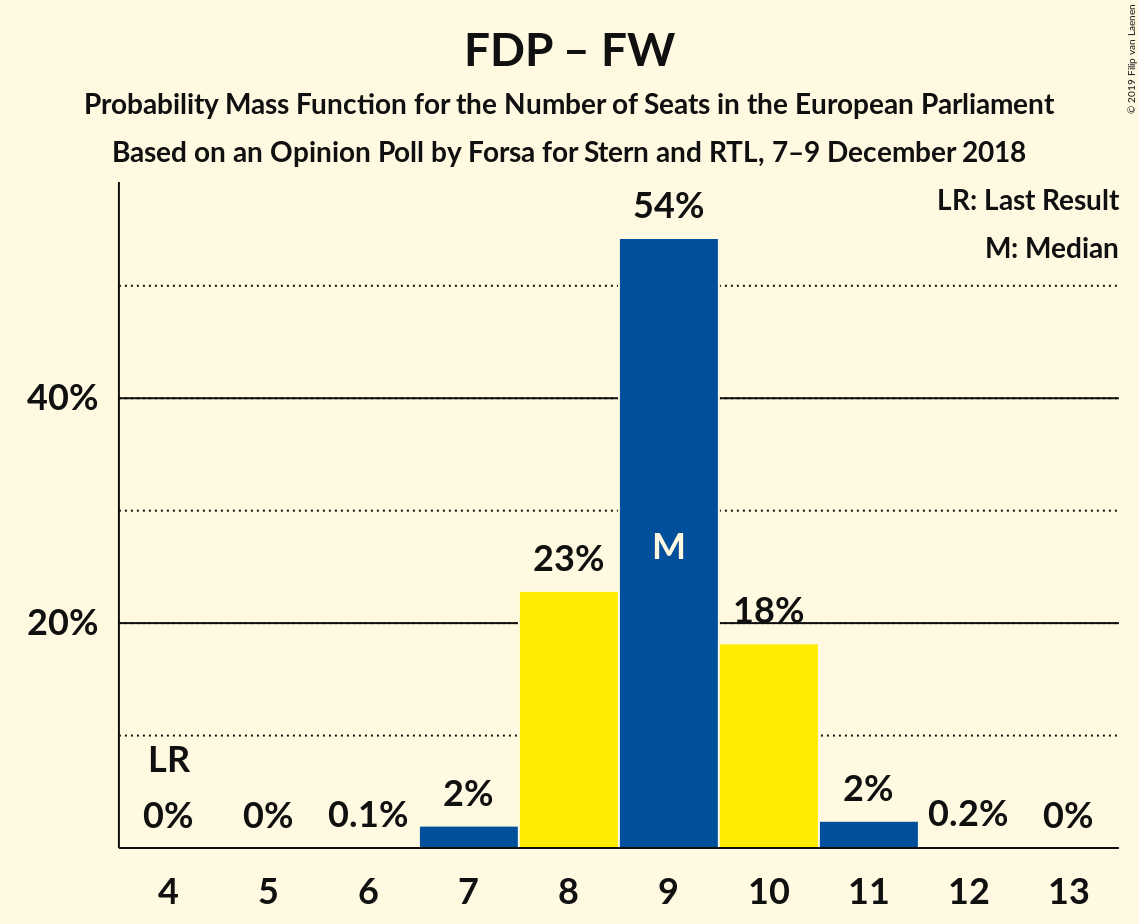 FDP – FW
Probability Mass Function for the Number of Seats in the European Parliament
Based on an Opinion Poll by Forsa for Stern and RTL, 7–9 December 2018
© 2019 Filip van Laenen
LR: Last Result
M: Median
54%
40%
M
23%
18%
20%
LR
0%
0%
0.1%
2%
2%
0.2%
0%
4 5 6 7 8 9 10 11 12 13